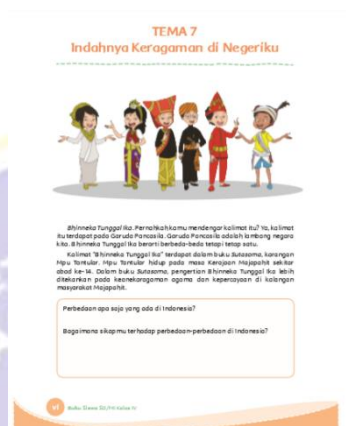 TEMA 7
Indahnya Keragaman di Negeriku
Bhinneka Tunggal Ika. Pernahkah kamu mendengar kalimat itu? Ya, kalimat
itu terdapat pada Garuda Pancasila. Garuda Pancasila adalah lambang negara
kita. Bhinneka Tunggal Ika berarti berbeda-beda tetapi tetap satu.
Kalimat "Bhinneka Tunggal Ika" terdapat dalam buku Sutasoma, karangan
Mpu Tantular. Mpu Tantular hidup pada masa Kerajaan Majapahit sekitar
abad ke-14. Dalam buku Sutasoma, pengertian Bhinneka Tunggal Ika lebih
ditekankan pada keanekaragaman agama dan kepercayaan di kalangan
masyarakat Majapahit.
Perbedaan apa saja yang ada di Indonesia?
Bagaimana sikapmu terhadap perbedaan-perbedaan di Indonesia?
vi Buku Siswa SD/MI Kelas IV